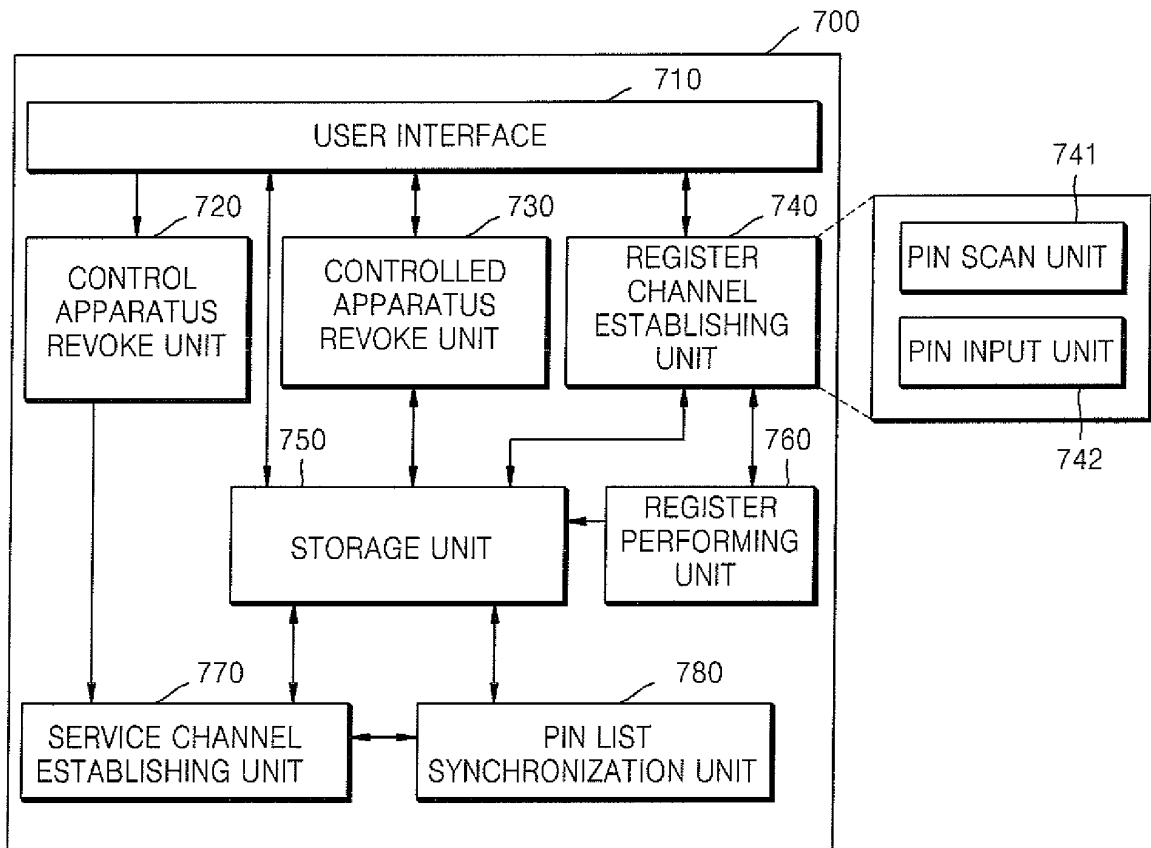 700
710
USER INTERFACE
741
720
730
740
PIN SCAN UNIT
CONTROL
APPARATUS
REVOKE UNIT
CONTROLLED
APPARATUS
REVOKE UNIT
REGISTER
CHANNEL
ESTABLISHING
UNIT
PIN INPUT UNIT
742
750
760
STORAGE UNIT
REGISTER
PERFORMING
UNIT
770
780
SERVICE CHANNEL
ESTABLISHING UNIT
PIN LIST
SYNCHRONIZATION UNIT